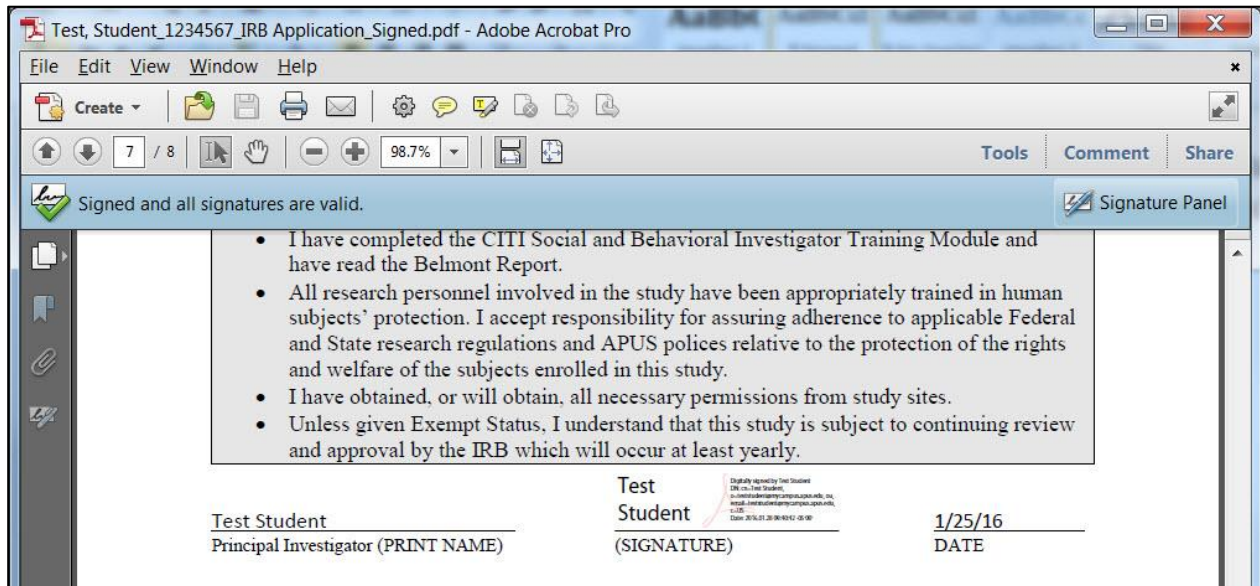 Test, Student_1234567_IRB Application_Signed.pdf - Adobe Acrobat Pro
File Edit View Window Help
Create
7 / 8 98.7% Tools Comment Share
Signed and all signatures are valid. Signature Panel
• I have completed the CITI Social and Behavioral Investigator Training Module and
have read the Belmont Report.
• All research personnel involved in the study have been appropriately trained in human
subjects’ protection. I accept responsibility for assuring adherence to applicable Federal
and State research regulations and APUS polices relative to the protection of the rights
and welfare of the subjects enrolled in this study.
• I have obtained, or will obtain, all necessary permissions from study sites.
• Unless given Exempt Status, I understand that this study is subject to continuing review
and approval by the IRB which will occur at least yearly.
Test
Student
Digitally signed by Test Student
DN: cn=Test Student,
c=US
Test Student 1/25/16
Principal Investigator (PRINT NAME) (SIGNATURE) DATE